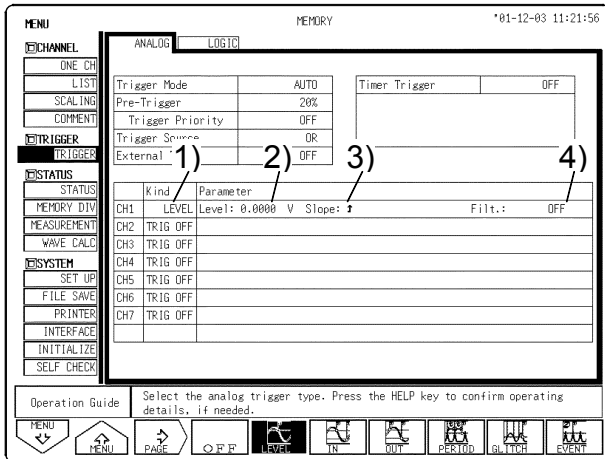 MENU MEMORY '01-12-03 11:21:56
CHANNEL
ONE CH
LIST
SCALING
COMMENT
TRIGGER
TRIGGER
STATUS
STATUS
MEMORY DIV
MEASUREMENT
WAVE CALC
SYSTEM
SET UP
FILE SAVE
PRINTER
INTERFACE
INITIALIZE
SELF CHECK
ANALOG LOGIC
Trigger Mode AUTO
Pre-Trigger 20%
Trigger Priority OFF
Trigger Source OR
External OFF
Timer Trigger OFF
1) 2) 3) 4)
Kind Parameter
CH1 LEVEL Level: 0.0000 V Slope: ↑ Filt.: OFF
CH2 TRIG OFF
CH3 TRIG OFF
CH4 TRIG OFF
CH5 TRIG OFF
CH6 TRIG OFF
CH7 TRIG OFF
Operation Guide
Select the analog trigger type. Press the HELP key to confirm operating
details, if needed.
MENU MENU PAGE OFF LEVEL IN OUT PERIOD GLITCH EVENT